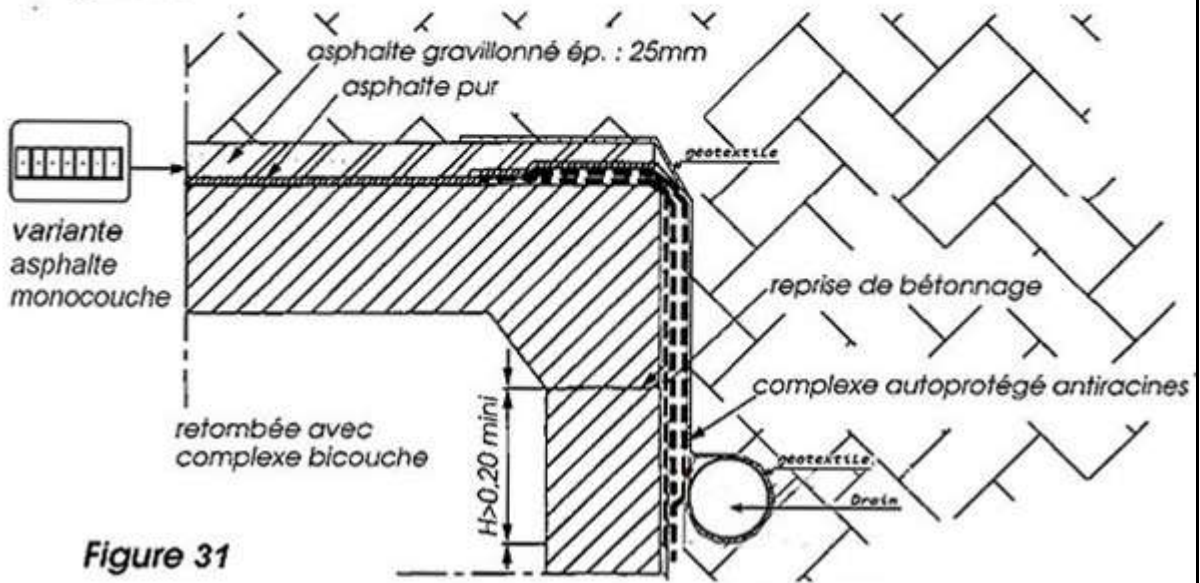 asphalte gravillonné ép. : 25mm
asphalte pur
géotextile
variante
asphalte
monocouche
reprise de bétonnage
complexe autoprotégé antiracines
retombée avec
complexe bicouche
H>0,20 mini
géotextile
Drain
Figure 31